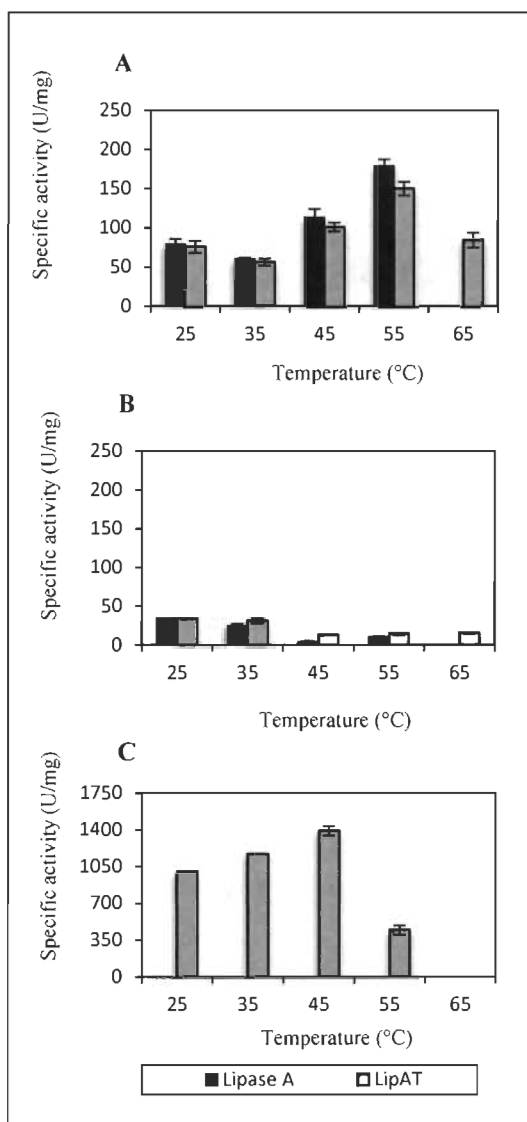 A
Specific activity (U/mg)
250
200
150
100
50
0
25 35 45 55 65
Temperature (°C)
B
Specific activity (U/mg)
250
200
150
100
50
0
25 35 45 55 65
Temperature (°C)
C
Specific activity (U/mg)
1750
1400
1050
700
350
0
25 35 45 55 65
Temperature (°C)
Lipase A LipAT